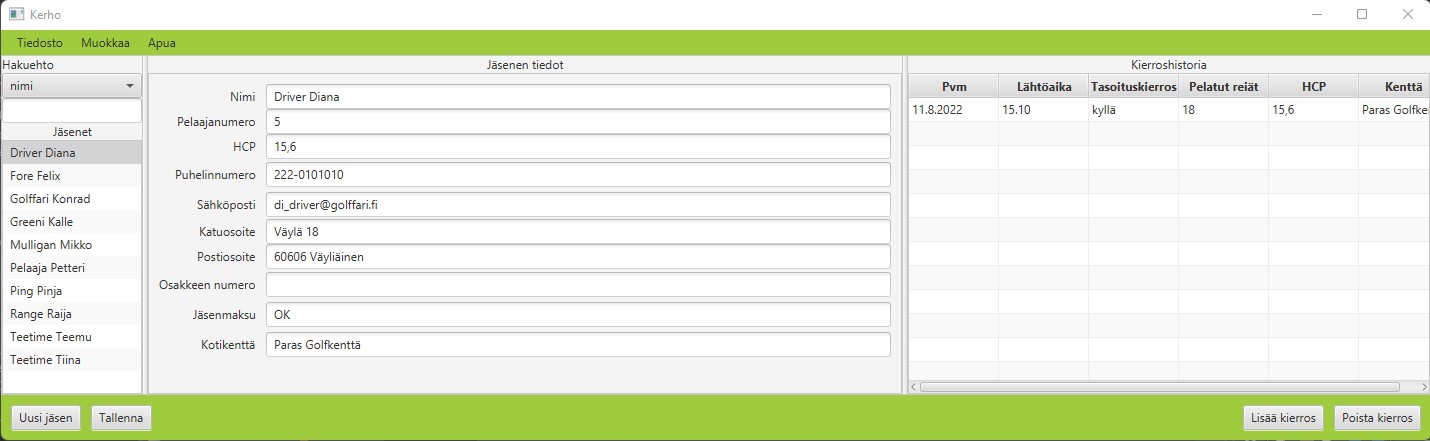 Kerho
Tiedosto Muokkaa Apua
Hakuehto
nimi
Jäsenet
Driver Diana
Fore Felix
Golffari Konrad
Greeni Kalle
Mulligan Mikko
Pelaaja Petteri
Ping Pinja
Range Raija
Teetime Teemu
Teetime Tiina
Jäsenen tiedot
Nimi Driver Diana
Pelaajanumero 5
HCP 15,6
Puhelinnumero 222-0101010
Sähköposti di_driver@golffari.fi
Katuosoite Väylä 18
Postiosoite 60606 Väyliäinen
Osakkeen numero
Jäsenmaksu OK
Kotikenttä Paras Golfkenttä
Kierroshistoria
Pvm Lähtöaika Tasoituskierros Pelatut reiät HCP Kenttä
11.8.2022 15.10 kyllä 18 15,6 Paras Golfke
Uusi jäsen Tallenna Lisää kierros Poista kierros